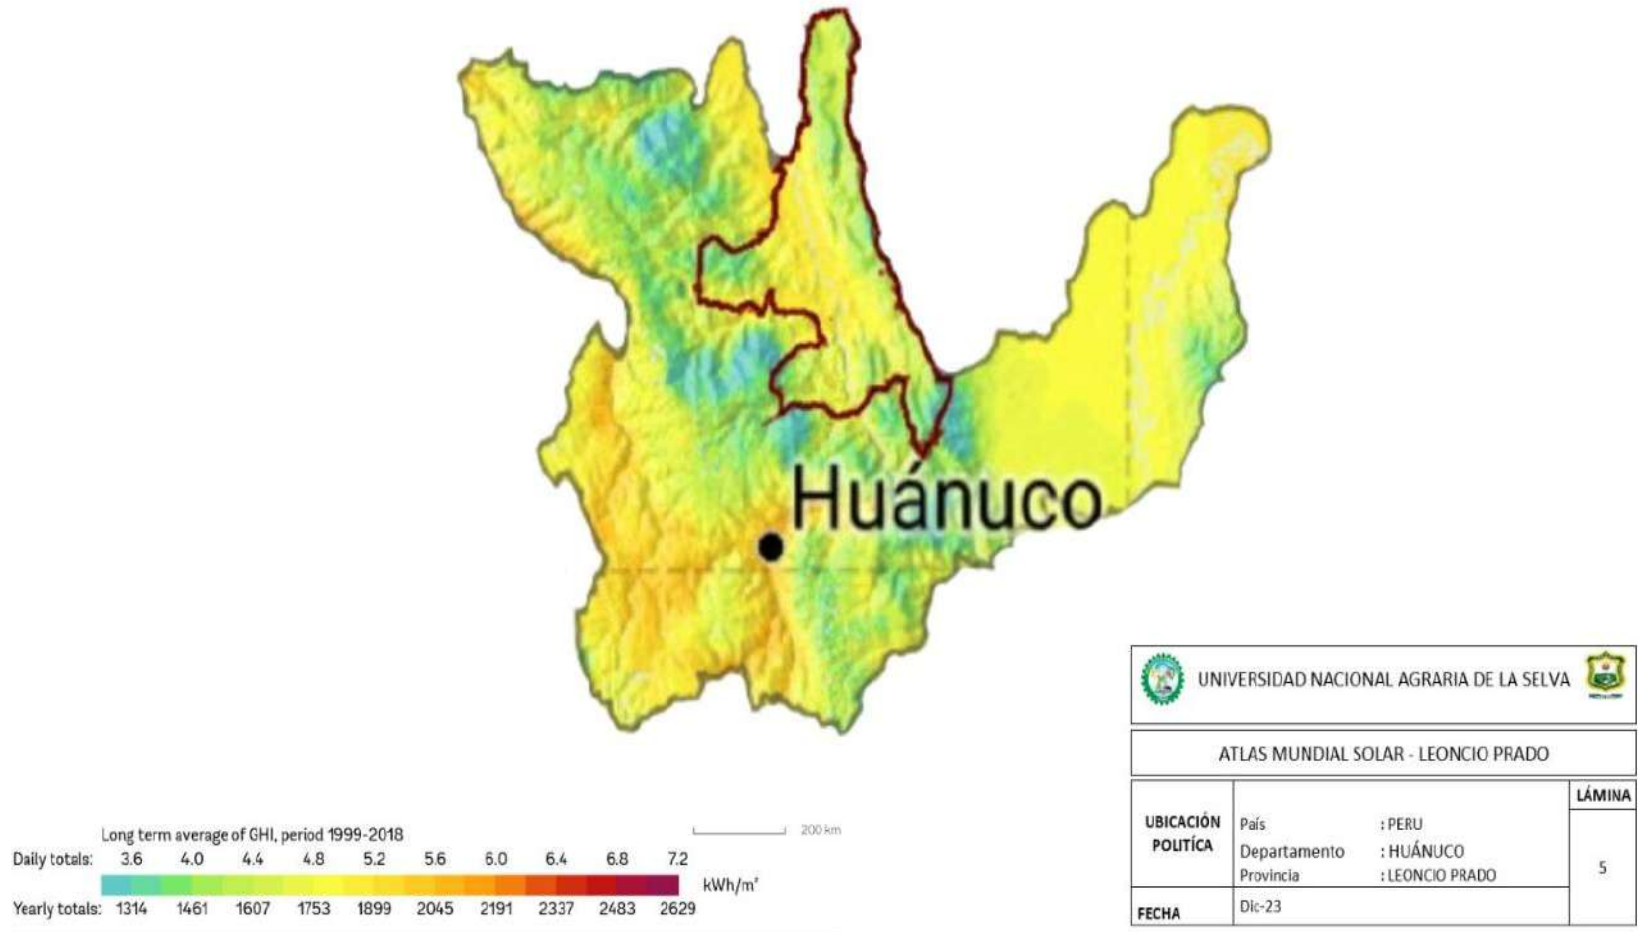 Huánuco
UNIVERSIDAD NACIONAL AGRARIA DE LA SELVA
ATLAS MUNDIAL SOLAR - LEONCIO PRADO
LÁMINA
UBICACIÓN
POLITÍCA
País : PERU
Departamento : HUÁNUCO
Provincia : LEONCIO PRADO
5
FECHA Dic-23
Long term average of GHI, period 1999-2018
200 km
Daily totals: 3.6 4.0 4.4 4.8 5.2 5.6 6.0 6.4 6.8 7.2
kWh/m²
Yearly totals: 1314 1461 1607 1753 1899 2045 2191 2337 2483 2629